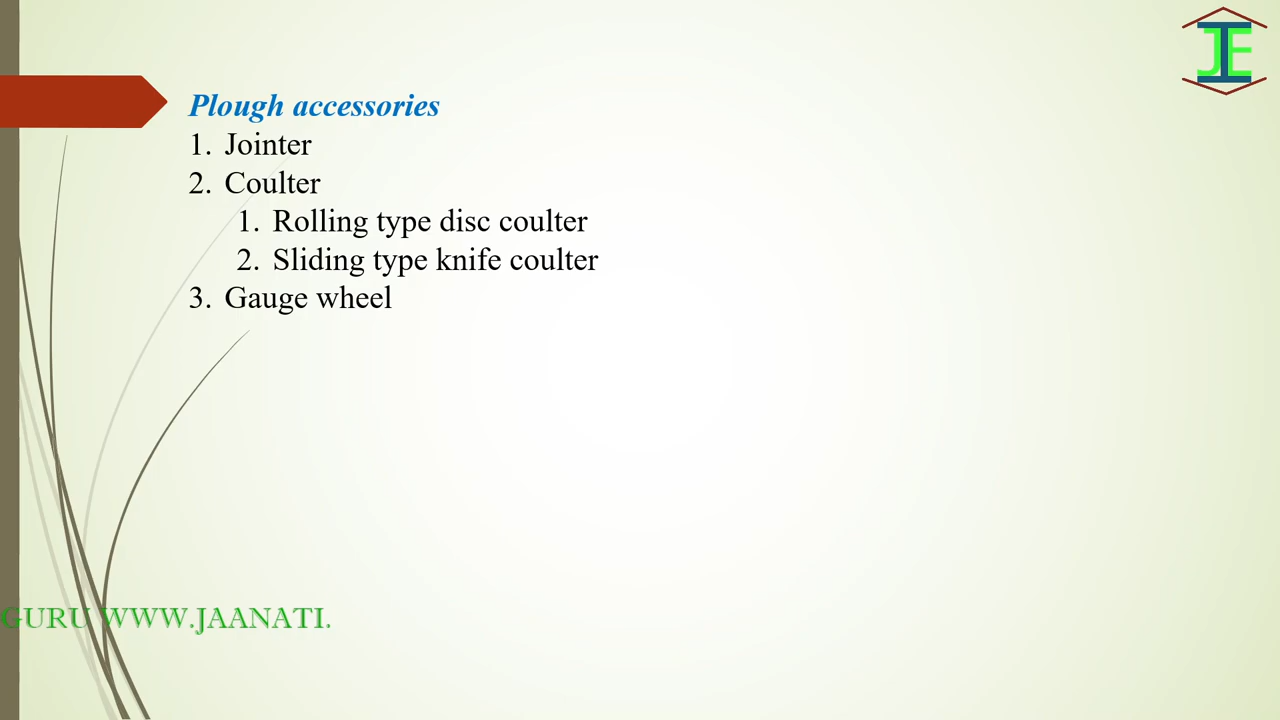 JE
Plough accessories
1. Jointer
2. Coulter
1. Rolling type disc coulter
2. Sliding type knife coulter
3. Gauge wheel
GURU WWW.JAANATI.